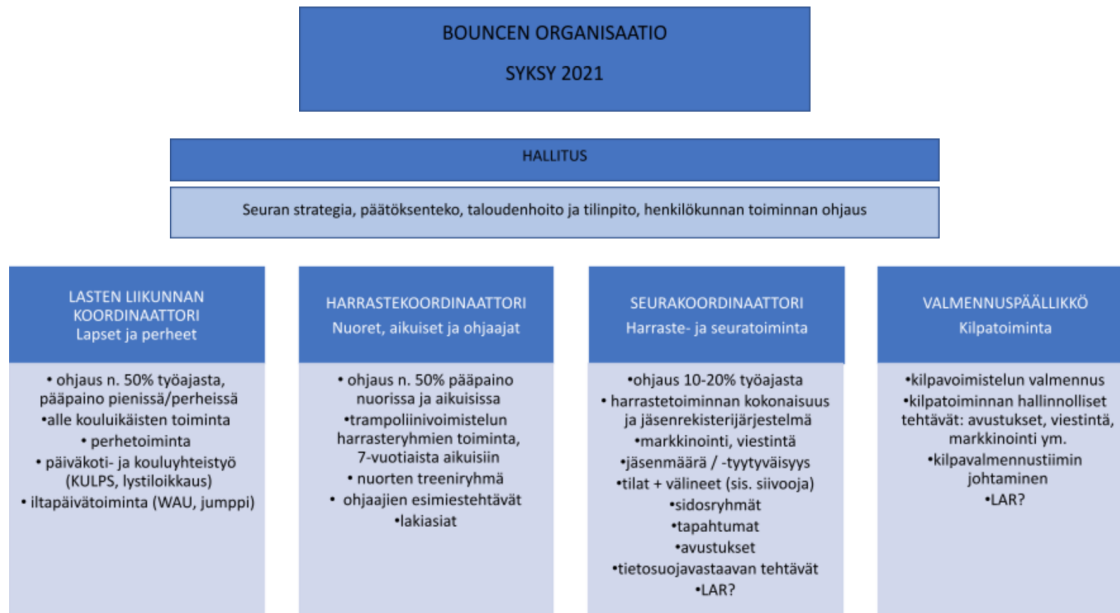 BOUNCEN ORGANISAATIO
SYKSY 2021
HALLITUS
Seuran strategia, päätöksenteko, taloudenhoito ja tilinpito, henkilökunnan toiminnan ohjaus
LASTEN LIIKUNNAN
KOORDINAATTORI
Lapset ja perheet
• ohjaus n. 50% työajasta,
pääpaino pienissä/perheissä
•alle kouluikäisten toiminta
• perhetoiminta
• päiväkoti- ja kouluyhteistyö
(KULPS, lystiloikkaus)
• iltapäivätoiminta (WAU, jumppi)
HARRASTEKOORDINAATTORI
Nuoret, aikuiset ja ohjaajat
• ohjaus n. 50% pääpaino
nuorissa ja aikuisissa
•trampoliinivoimistelun
harrasteryhmien toiminta,
7-vuotiaista aikuisiin
• nuorten treeniryhmä
• ohjaajien esimiestehtävät
•lakiasiat
SEURAKOORDINAATTORI
Harraste- ja seuratoiminta
•ohjaus 10-20% työajasta
• harrastetoiminnan kokonaisuus
ja jäsenrekisterijärjestelmä
•markkinointi, viestintä
•jäsenmäärä / -tyytyväisyys
•tilat + välineet (sis. siivooja)
•sidosryhmät
•tapahtumat
•avustukset
•tietosuojavastaavan tehtävät
•LAR?
VALMENNUSPÄÄLLIKKÖ
Kilpatoiminta
•kilpavoimistelun valmennus
•kilpatoiminnan hallinnolliset
tehtävät: avustukset, viestintä,
markkinointi ym.
•kilpavalmennustiimin
johtaminen
•LAR?